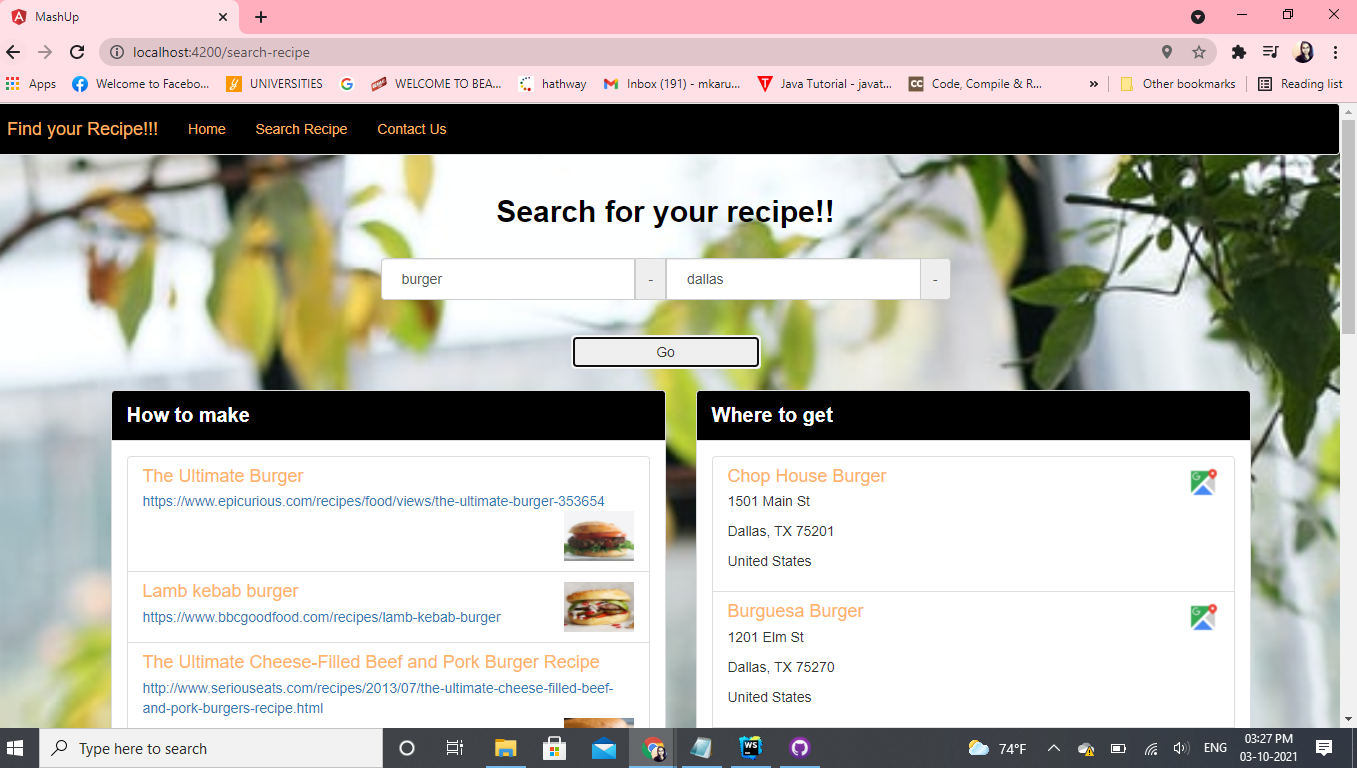 MashUp
localhost:4200/search-recipe
Apps
Welcome to Facebo...
UNIVERSITIES
WELCOME TO BEA...
hathway
Inbox (191) - mkaru...
Java Tutorial - javat...
Code, Compile & R...
»
Other bookmarks
Reading list
Find your Recipe!!!
Home
Search Recipe
Contact Us
Search for your recipe!!
burger
-
dallas
-
Go
How to make
The Ultimate Burger
https://www.epicurious.com/recipes/food/views/the-ultimate-burger-353654
Lamb kebab burger
https://www.bbcgoodfood.com/recipes/lamb-kebab-burger
The Ultimate Cheese-Filled Beef and Pork Burger Recipe
http://www.seriouseats.com/recipes/2013/07/the-ultimate-cheese-filled-beef-
and-pork-burgers-recipe.html
Where to get
Chop House Burger
1501 Main St
Dallas, TX 75201
United States
Burguesa Burger
1201 Elm St
Dallas, TX 75270
United States
Type here to search
74°F
ENG
03:27 PM
03-10-2021